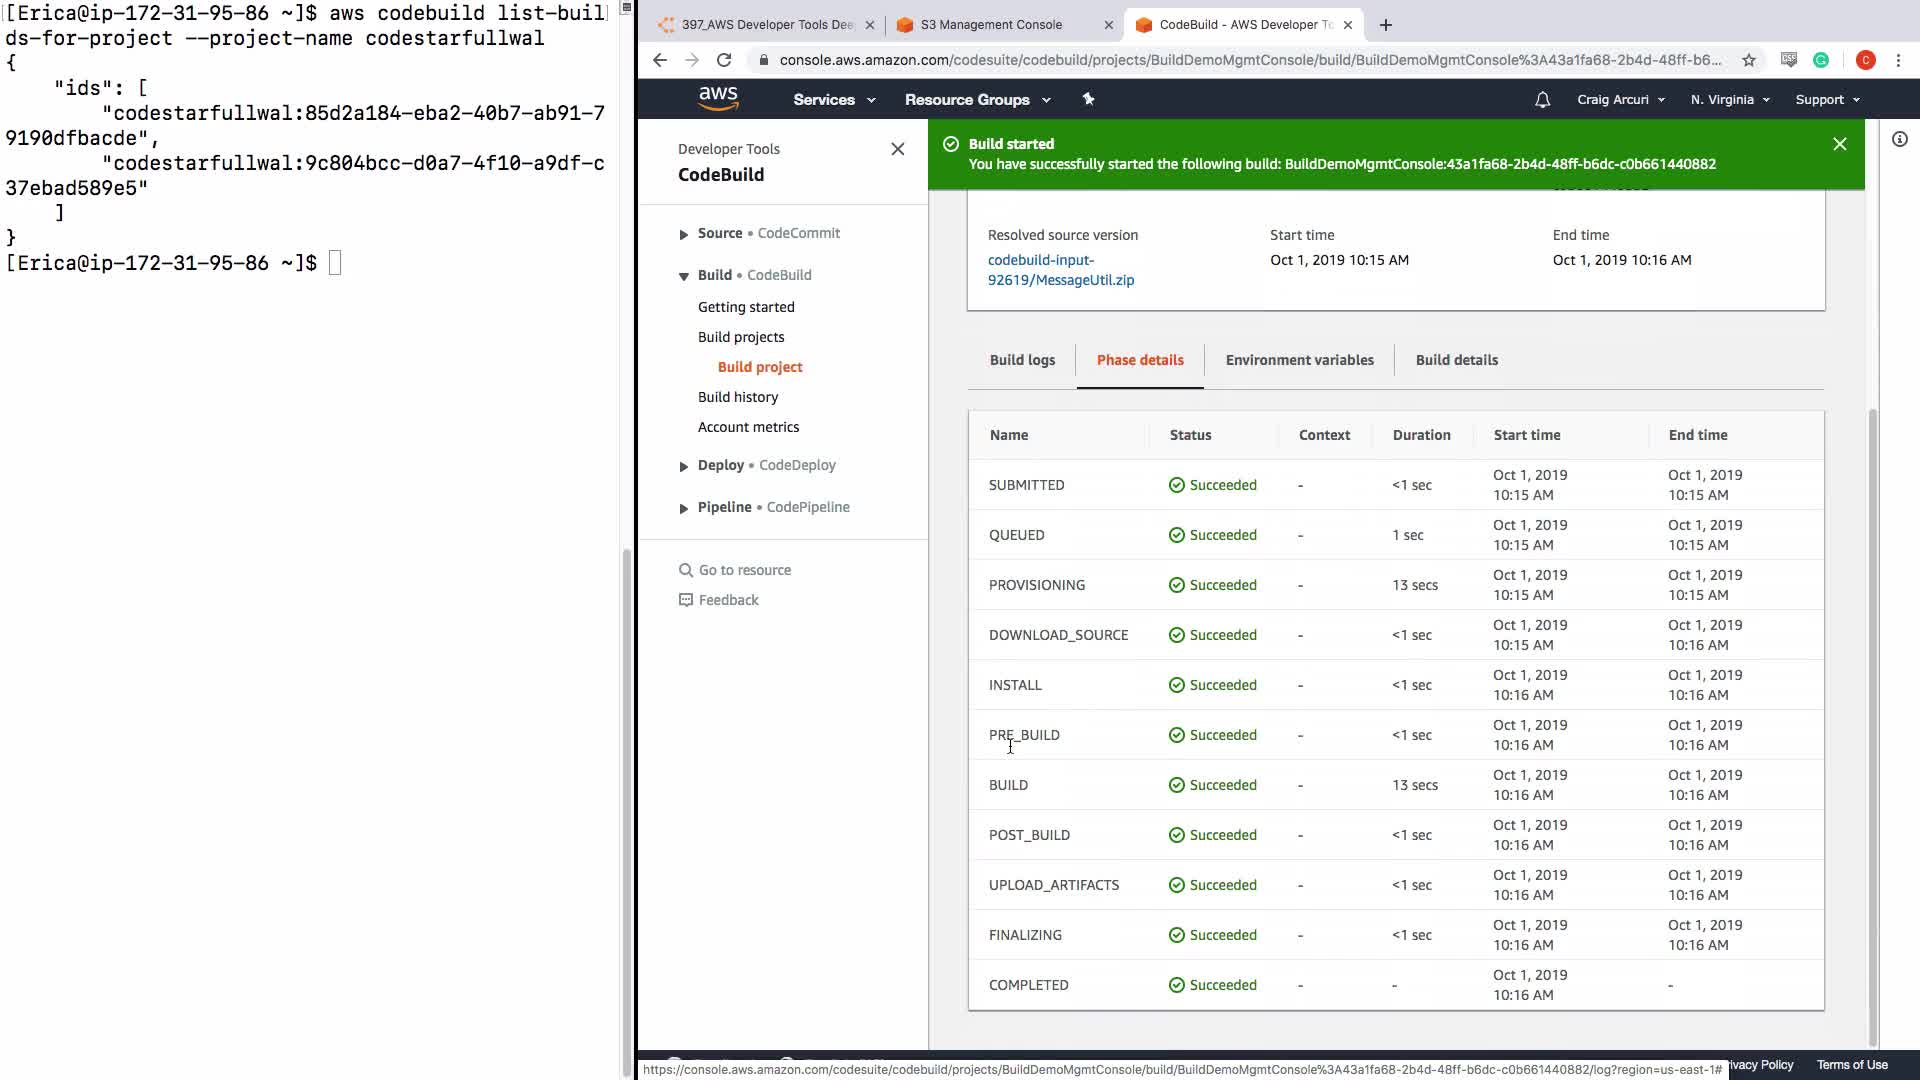 [Erica@ip-172-31-95-86 ~]$ aws codebuild list-buil
ds-for-project --project-name codestarfullwal
{
"ids": [
"codestarfullwal:85d2a184-eba2-40b7-ab91-7
9190dfbacde",
"codestarfullwal:9c804bcc-d0a7-4f10-a9df-c
37ebad589e5"
]
}
[Erica@ip-172-31-95-86 ~]$
397_AWS Developer Tools Dee
S3 Management Console
CodeBuild - AWS Developer To
console.aws.amazon.com/codesuite/codebuild/projects/BuildDemoMgmtConsole/build/BuildDemoMgmtConsole%3A43a1fa68-2b4d-48ff-b6...
C
aws
Services
Resource Groups
Craig Arcuri
N. Virginia
Support
Developer Tools
CodeBuild
Source • CodeCommit
Build • CodeBuild
Getting started
Build projects
Build project
Build history
Account metrics
Deploy • CodeDeploy
Pipeline • CodePipeline
Go to resource
Feedback
Build started
You have successfully started the following build: BuildDemoMgmtConsole:43a1fa68-2b4d-48ff-b6dc-c0b661440882
Resolved source version
codebuild-input-
92619/MessageUtil.zip
Start time
Oct 1, 2019 10:15 AM
End time
Oct 1, 2019 10:16 AM
Build logs
Phase details
Environment variables
Build details
Name Status Context Duration Start time End time
SUBMITTED Succeeded - <1 sec Oct 1, 2019 10:15 AM Oct 1, 2019 10:15 AM
QUEUED Succeeded - 1 sec Oct 1, 2019 10:15 AM Oct 1, 2019 10:15 AM
PROVISIONING Succeeded - 13 secs Oct 1, 2019 10:15 AM Oct 1, 2019 10:15 AM
DOWNLOAD_SOURCE Succeeded - <1 sec Oct 1, 2019 10:15 AM Oct 1, 2019 10:16 AM
INSTALL Succeeded - <1 sec Oct 1, 2019 10:16 AM Oct 1, 2019 10:16 AM
PRE_BUILD Succeeded - <1 sec Oct 1, 2019 10:16 AM Oct 1, 2019 10:16 AM
BUILD Succeeded - 13 secs Oct 1, 2019 10:16 AM Oct 1, 2019 10:16 AM
POST_BUILD Succeeded - <1 sec Oct 1, 2019 10:16 AM Oct 1, 2019 10:16 AM
UPLOAD_ARTIFACTS Succeeded - <1 sec Oct 1, 2019 10:16 AM Oct 1, 2019 10:16 AM
FINALIZING Succeeded - <1 sec Oct 1, 2019 10:16 AM Oct 1, 2019 10:16 AM
COMPLETED Succeeded - - Oct 1, 2019 10:16 AM -
https://console.aws.amazon.com/codesuite/codebuild/projects/BuildDemoMgmtConsole/build/BuildDemoMgmtConsole%3A43a1fa68-2b4d-48ff-b6dc-c0b661440882/log?region=us-east-1#
ivacy Policy
Terms of Use